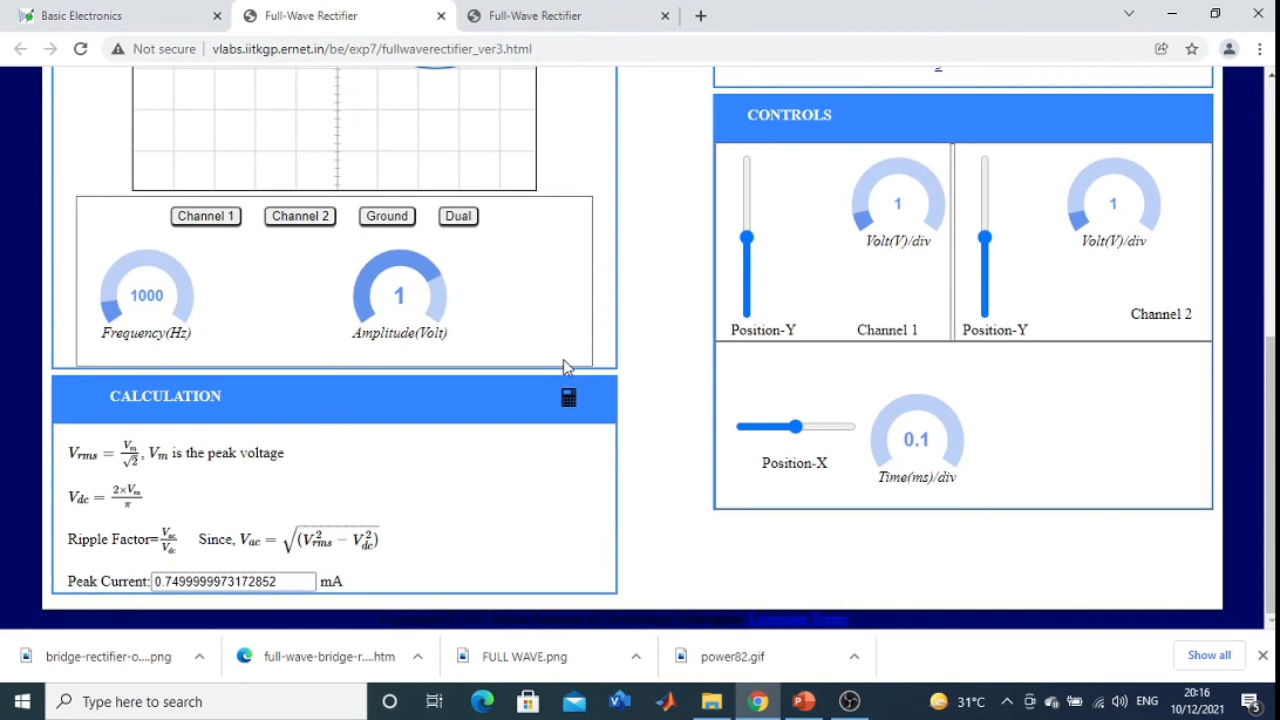 Basic Electronics
Full-Wave Rectifier
Full-Wave Rectifier
Not secure
vlabs.iitkgp.ernet.in/be/exp7/fullwaverectifier_ver3.html
Channel 1
Channel 2
Ground
Dual
1000
Frequency(Hz)
1
Amplitude(Volt)
CONTROLS
Position-Y
1
Volt(V)/div
Channel 1
Position-Y
1
Volt(V)/div
Channel 2
Position-X
0.1
Time(ms)/div
CALCULATION
Vrms = Vm/√2, Vm is the peak voltage
Vdc = 2×Vm/π
Ripple Factor=Vac/Vdc Since, Vac = √(V²rms − V²dc)
Peak Current: 0.7499999973172852 mA
bridge-rectifier-o....png
full-wave-bridge-r....htm
FULL WAVE.png
power82.gif
Show all
Type here to search
31°C
ENG
20:16
10/12/2021
5